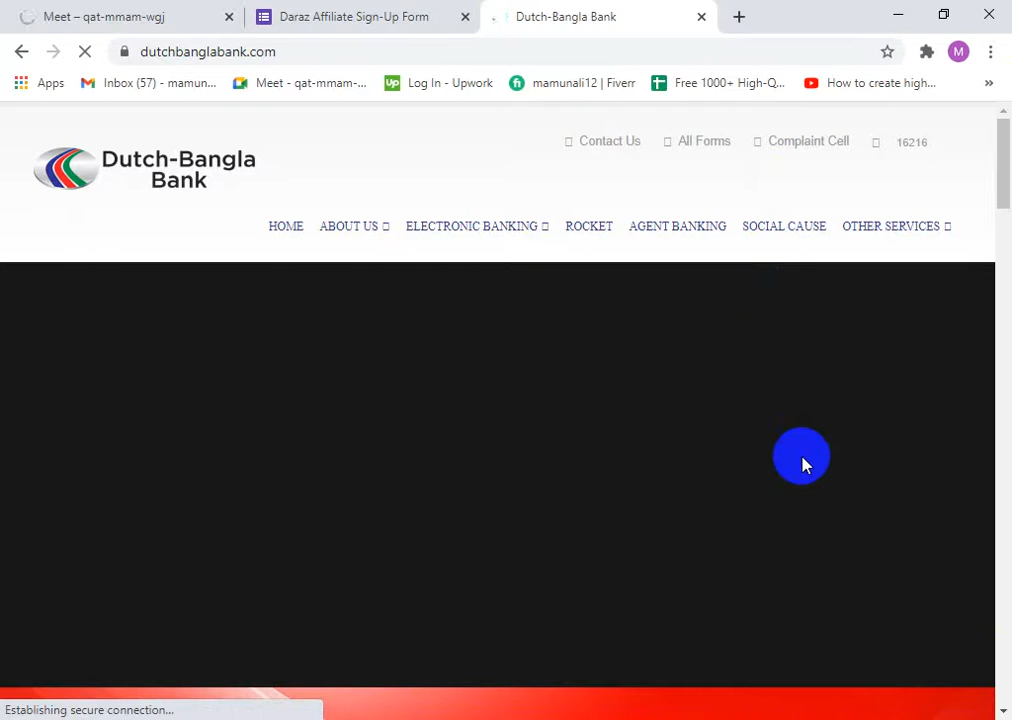 Meet – qat-mmam-wgj
Daraz Affiliate Sign-Up Form
Dutch-Bangla Bank
dutchbanglabank.com
M
Apps
Inbox (57) - mamun...
Meet - qat-mmam-...
up Log In - Upwork
fi mamunali12 | Fiverr
Free 1000+ High-Q...
How to create high...
»
Contact Us
All Forms
Complaint Cell
16216
Dutch-Bangla
Bank
HOME
ABOUT US
ELECTRONIC BANKING
ROCKET
AGENT BANKING
SOCIAL CAUSE
OTHER SERVICES
Establishing secure connection...